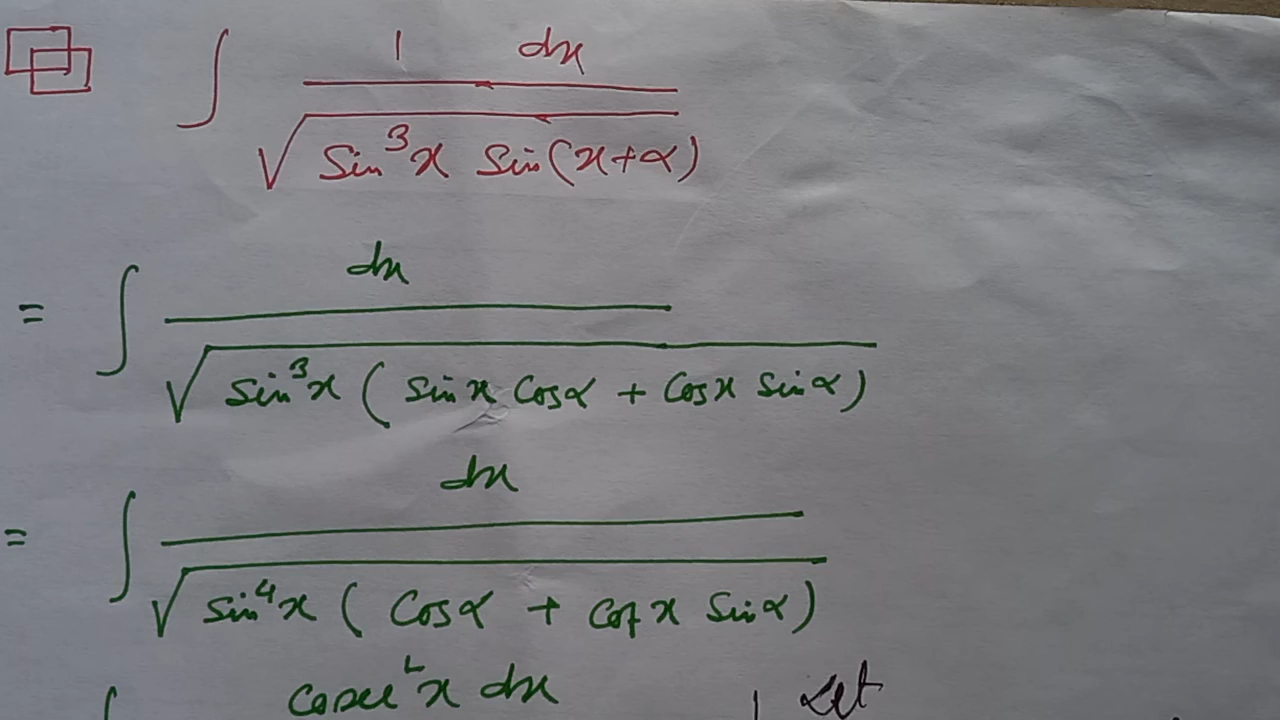 ∫ 1 dx / √(Sin³x Sin(x+α))
= ∫ dx / √(Sin³x (Sinx Cosα + Cosx Sinα))
= ∫ dx / √(Sin⁴x (Cosα + Cotx Sinα))
∫ Cosec²x dx | Let